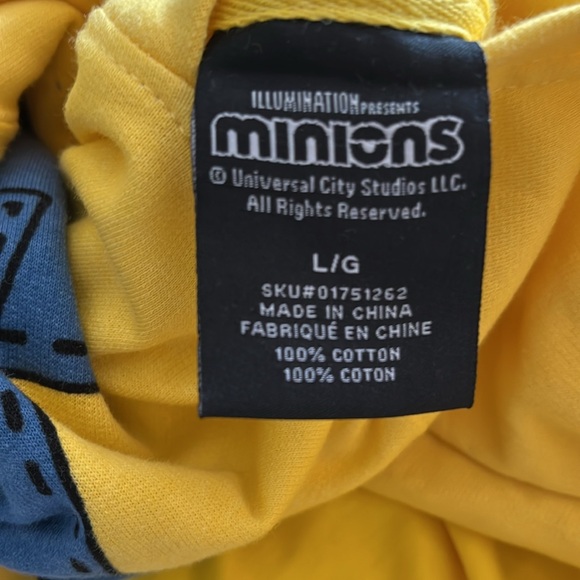 ILLUMINATION PRESENTS
minions
© Universal City Studios LLC.
All Rights Reserved.
L/G
SKU#01751262
MADE IN CHINA
FABRIQUÉ EN CHINE
100% COTTON
100% COTON